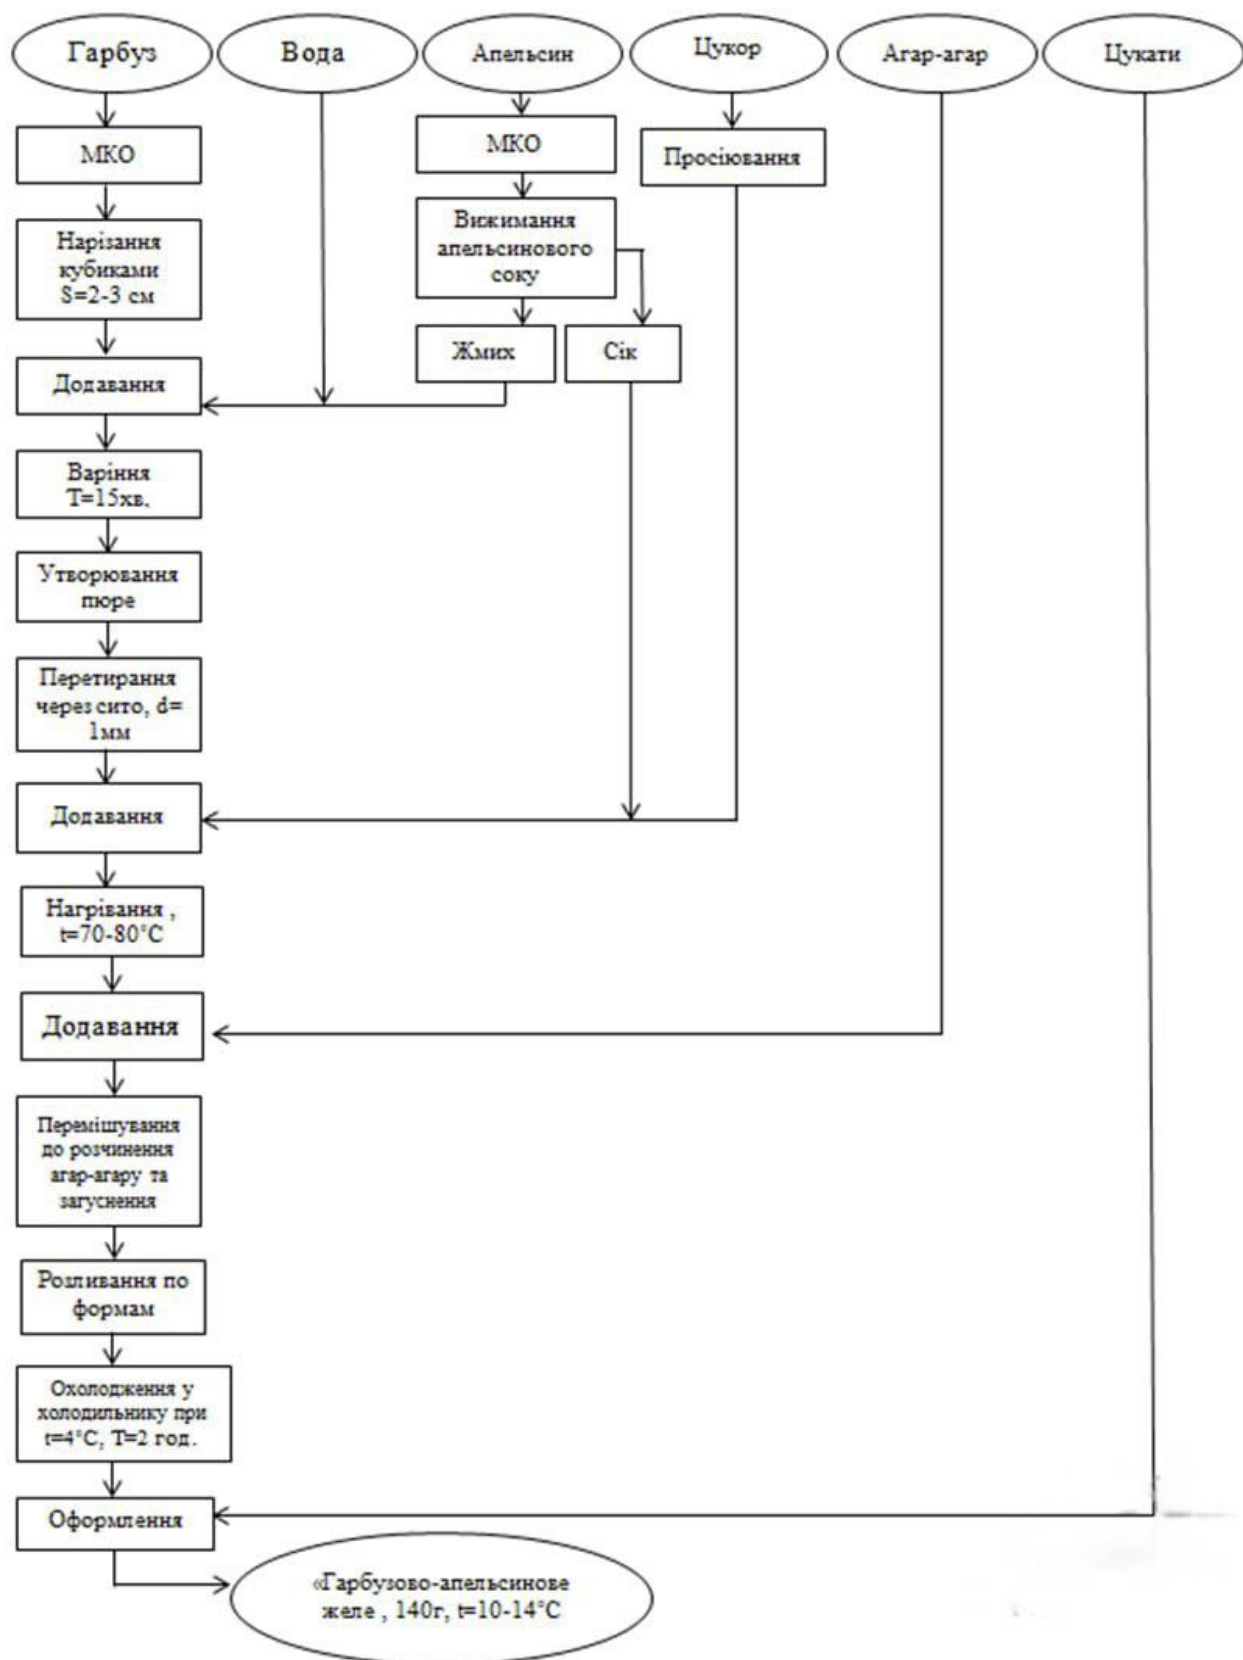 Гарбуз
Вода
Апельсин
Цукор
Агар-агар
Цукати
МКО
МКО
Просіювання
Нарізання
кубиками
S=2-3 см
Вижимання
апельсинового
соку
Жмих
Сік
Додавання
Варіння
T=15хв.
Утворювання
пюре
Перетирання
через сито, d=
1мм
Додавання
Нагрівання ,
t=70-80°C
Додавання
Перемішування
до розчинення
агар-агару та
загуснення
Розливання по
формам
Охолодження у
холодильнику при
t=4°C, T=2 год.
Оформлення
«Гарбузово-апельсинове
желе , 140г, t=10-14°C